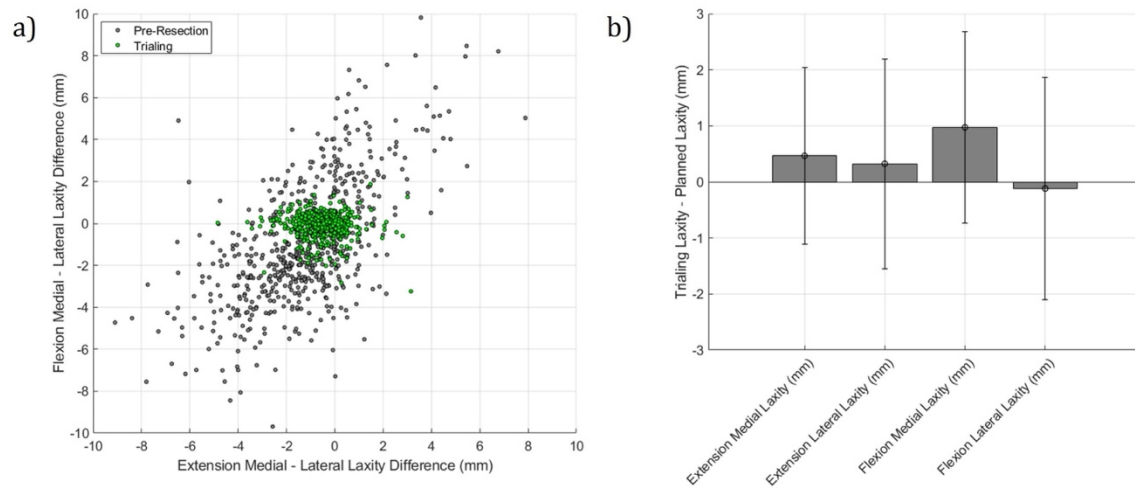 a)
Pre-Resection
Trialing
10
8
6
4
2
0
-2
-4
-6
-8
-10
Flexion Medial - Lateral Laxity Difference (mm)
-10
-8
-6
-4
-2
0
2
4
6
8
10
Extension Medial - Lateral Laxity Difference (mm)
b)
3
2
1
0
-1
-2
-3
Trialing Laxity - Planned Laxity (mm)
Extension Medial Laxity (mm)
Extension Lateral Laxity (mm)
Flexion Medial Laxity (mm)
Flexion Lateral Laxity (mm)